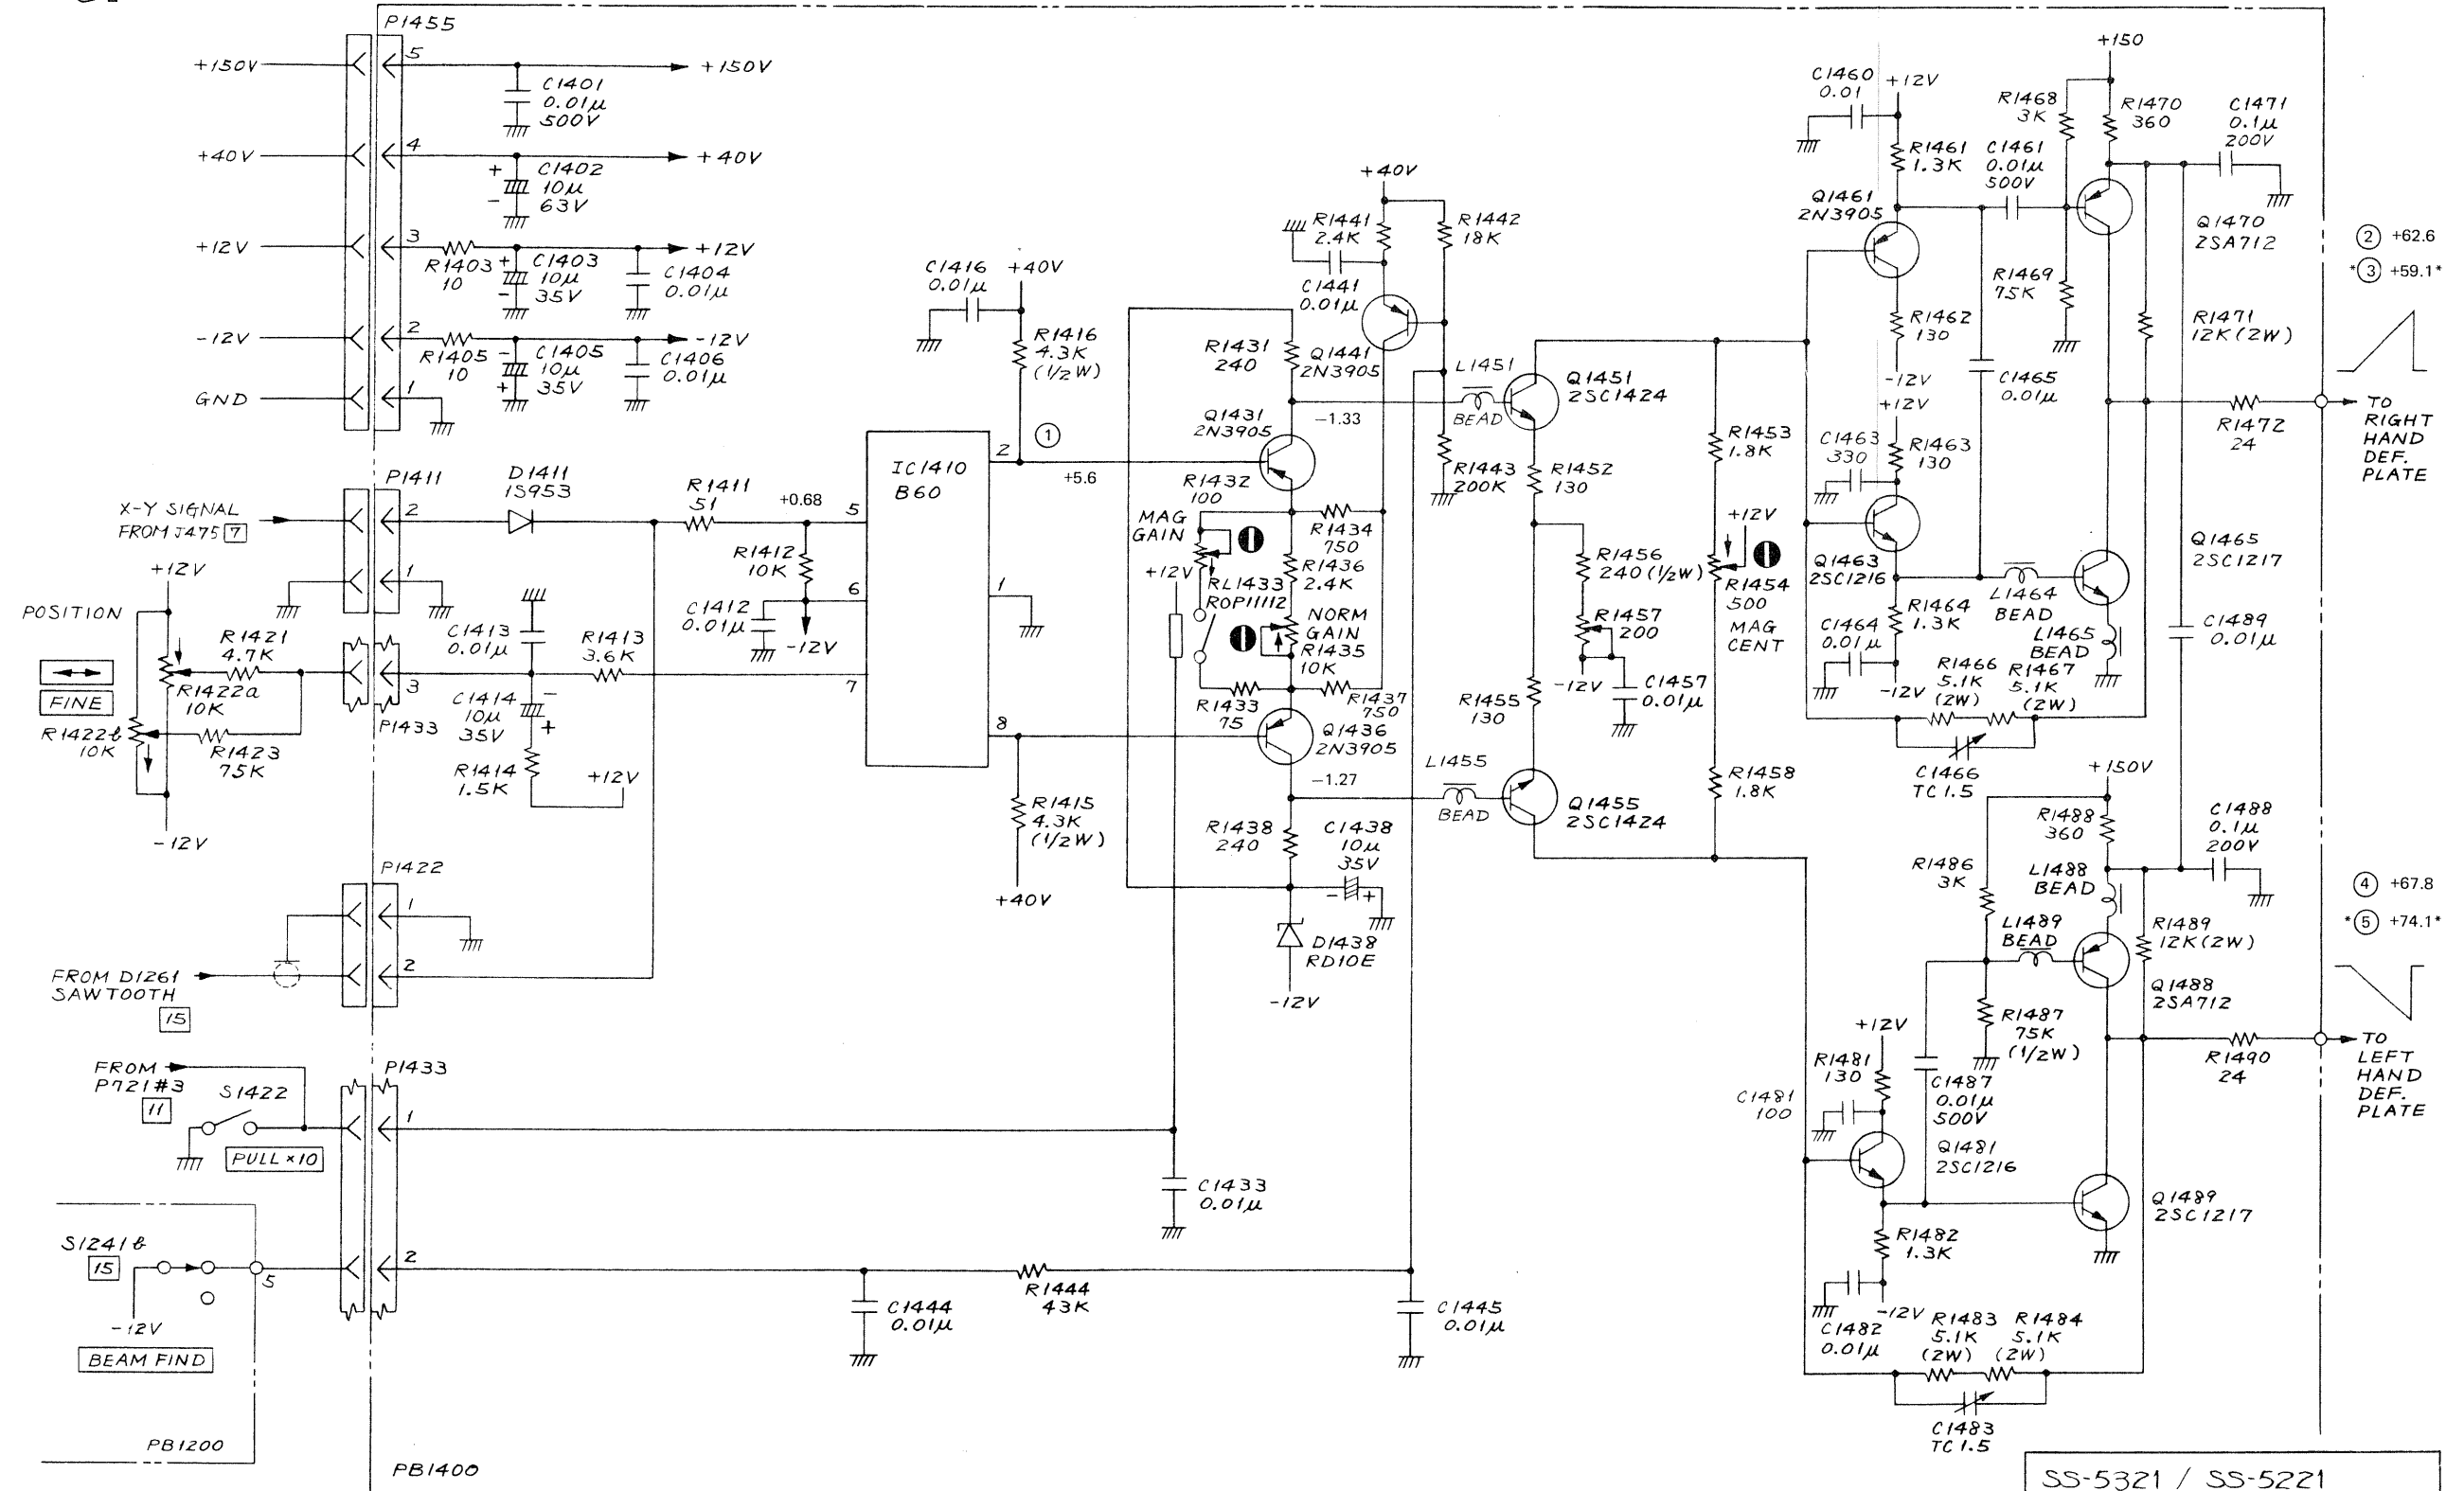 P1455
5
+150V
+150V
C1401
0.01μ
500V
4
+40V
+40V
C1402
10μ
63V
+
-
3
+12V
+12V
R1403
10
+
C1403
10μ
35V
-
C1404
0.01μ
2
-12V
-12V
R1405
10
-
C1405
10μ
35V
+
C1406
0.01μ
1
GND
P1411
X-Y SIGNAL
FROM J475 7
2
1
D1411
1S953
R1411
51
+0.68
5
R1412
10K
6
C1412
0.01μ
-12V
7
IC1410
B60
2
1
8
+12V
POSITION
R1421
4.7K
FINE
R1422a
10K
R1422b
10K
R1423
75K
-12V
3
P1433
C1413
0.01μ
R1413
3.6K
C1414
10μ
35V
-
+
R1414
1.5K
+12V
P1422
1
2
FROM D1261
SAWTOOTH
15
FROM
P721#3
11
S1422
PULL ×10
P1433
1
S1241b
15
-12V
BEAM FIND
5
2
PB1200
PB1400
C1416
0.01μ
+40V
R1416
4.3K
(1/2W)
1
+5.6
R1415
4.3K
(1/2W)
+40V
R1431
240
Q1431
2N3905
-1.33
R1432
100
MAG
GAIN
R1434
750
R1436
2.4K
+12V
RL1433
ROP11112
NORM
GAIN
R1435
10K
R1433
75
R1437
750
Q1436
2N3905
-1.27
R1438
240
C1438
10μ
35V
-
+
D1438
RD10E
-12V
+40V
R1441
2.4K
R1442
18K
C1441
0.01μ
Q1441
2N3905
R1443
200K
L1451
BEAD
Q1451
2SC1424
R1452
130
R1453
1.8K
R1456
240(1/2W)
R1457
200
-12V
C1457
0.01μ
+12V
R1454
500
MAG
CENT
R1455
130
L1455
BEAD
Q1455
2SC1424
R1458
1.8K
C1433
0.01μ
C1444
0.01μ
R1444
43K
C1445
0.01μ
C1460
0.01
+12V
R1461
1.3K
Q1461
2N3905
R1462
130
-12V
+12V
C1461
0.01μ
500V
R1468
3K
+150
R1470
360
C1471
0.1μ
200V
Q1470
2SA712
R1469
75K
C1465
0.01μ
R1471
12K(2W)
C1463
330
R1463
130
Q1463
2SC1216
L1464
BEAD
Q1465
2SC1217
R1464
1.3K
C1464
0.01μ
-12V
L1465
BEAD
R1466
5.1K
(2W)
R1467
5.1K
(2W)
C1466
TC1.5
R1472
24
TO
RIGHT
HAND
DEF.
PLATE
2 +62.6
*3 +59.1*
C1489
0.01μ
+150V
R1488
360
C1488
0.1μ
200V
R1486
3K
L1488
BEAD
L1489
BEAD
R1489
12K(2W)
Q1488
2SA712
R1487
75K
(1/2W)
4 +67.8
*5 +74.1*
R1490
24
TO
LEFT
HAND
DEF.
PLATE
+12V
R1481
130
C1481
100
C1487
0.01μ
500V
Q1481
2SC1216
Q1489
2SC1217
R1482
1.3K
C1482
0.01μ
-12V
R1483
5.1K
(2W)
R1484
5.1K
(2W)
C1483
TC1.5
SS-5321 / SS-5221